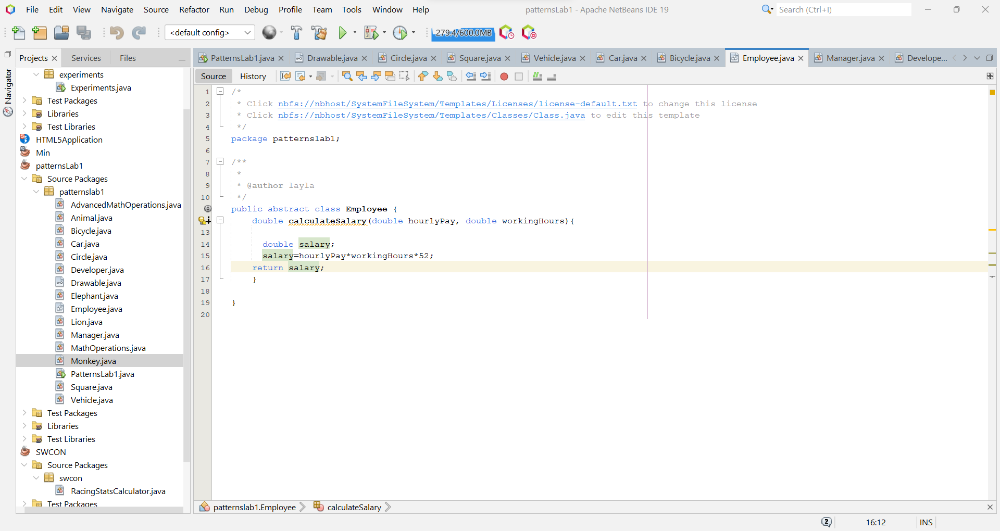 File Edit View Navigate Source Refactor Run Debug Profile Team Tools Window Help patternsLab1 - Apache NetBeans IDE 19 Search (Ctrl+I)
<default config> 279.4/600.0MB
Projects Services Files
PatternsLab1.java Drawable.java Circle.java Square.java Vehicle.java Car.java Bicycle.java Employee.java Manager.java Develope...
Navigator
Source History
experiments
Experiments.java
Test Packages
Libraries
Test Libraries
HTML5Application
Min
patternsLab1
Source Packages
patternslab1
AdvancedMathOperations.java
Animal.java
Bicycle.java
Car.java
Circle.java
Developer.java
Drawable.java
Elephant.java
Employee.java
Lion.java
Manager.java
MathOperations.java
Monkey.java
PatternsLab1.java
Square.java
Vehicle.java
Test Packages
Libraries
Test Libraries
SWCON
Source Packages
swcon
RacingStatsCalculator.java
Test Packages
1 /*
2 * Click nbfs://nbhost/SystemFileSystem/Templates/Licenses/license-default.txt to change this license
3 * Click nbfs://nbhost/SystemFileSystem/Templates/Classes/Class.java to edit this template
4 */
5 package patternslab1;
6
7 /**
8 *
9 * @author layla
10 */
public abstract class Employee {
double calculateSalary(double hourlyPay, double workingHours){
13
14 double salary;
15 salary=hourlyPay*workingHours*52;
16 return salary;
17 }
18
19 }
20
patternslab1.Employee calculateSalary
2 16:12 INS